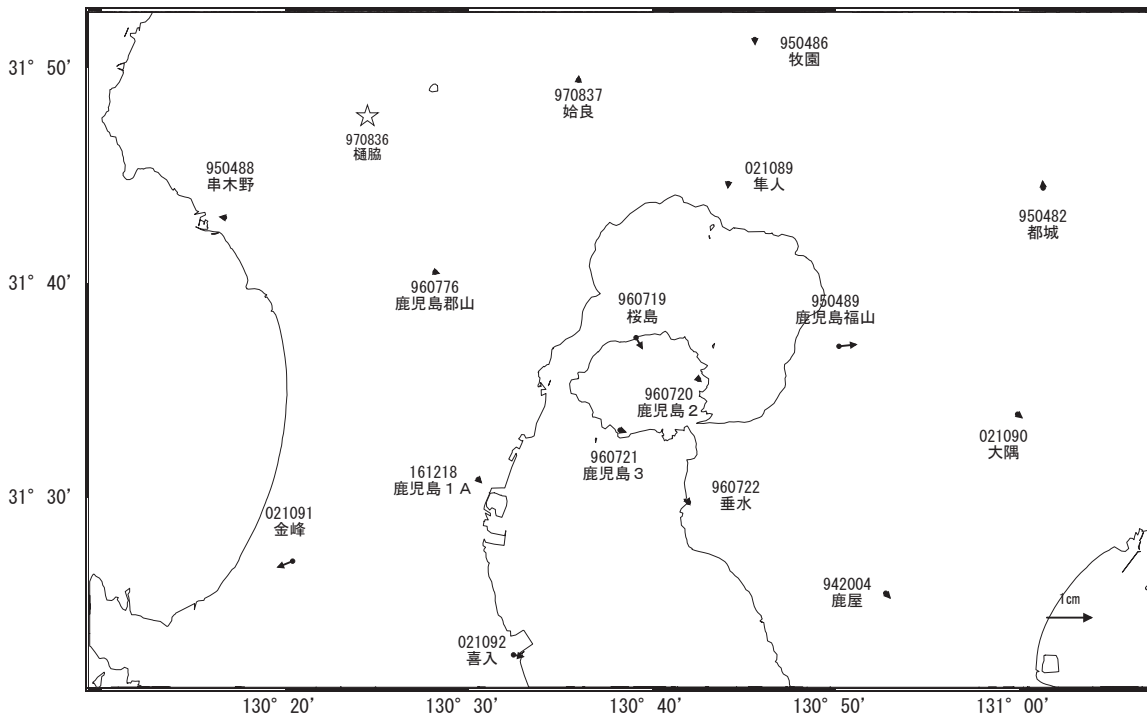 950486
牧園
31° 50′
970837
姶良
970836
樋脇
950488
串木野
021089
隼人
950482
都城
31° 40′
960776
鹿児島郡山
960719
桜島
950489
鹿児島福山
960720
鹿児島２
021090
大隅
960721
鹿児島３
161218
鹿児島１Ａ
31° 30′
960722
垂水
021091
金峰
942004
鹿屋
1cm
021092
喜入
130° 20′
130° 30′
130° 40′
130° 50′
131° 00′